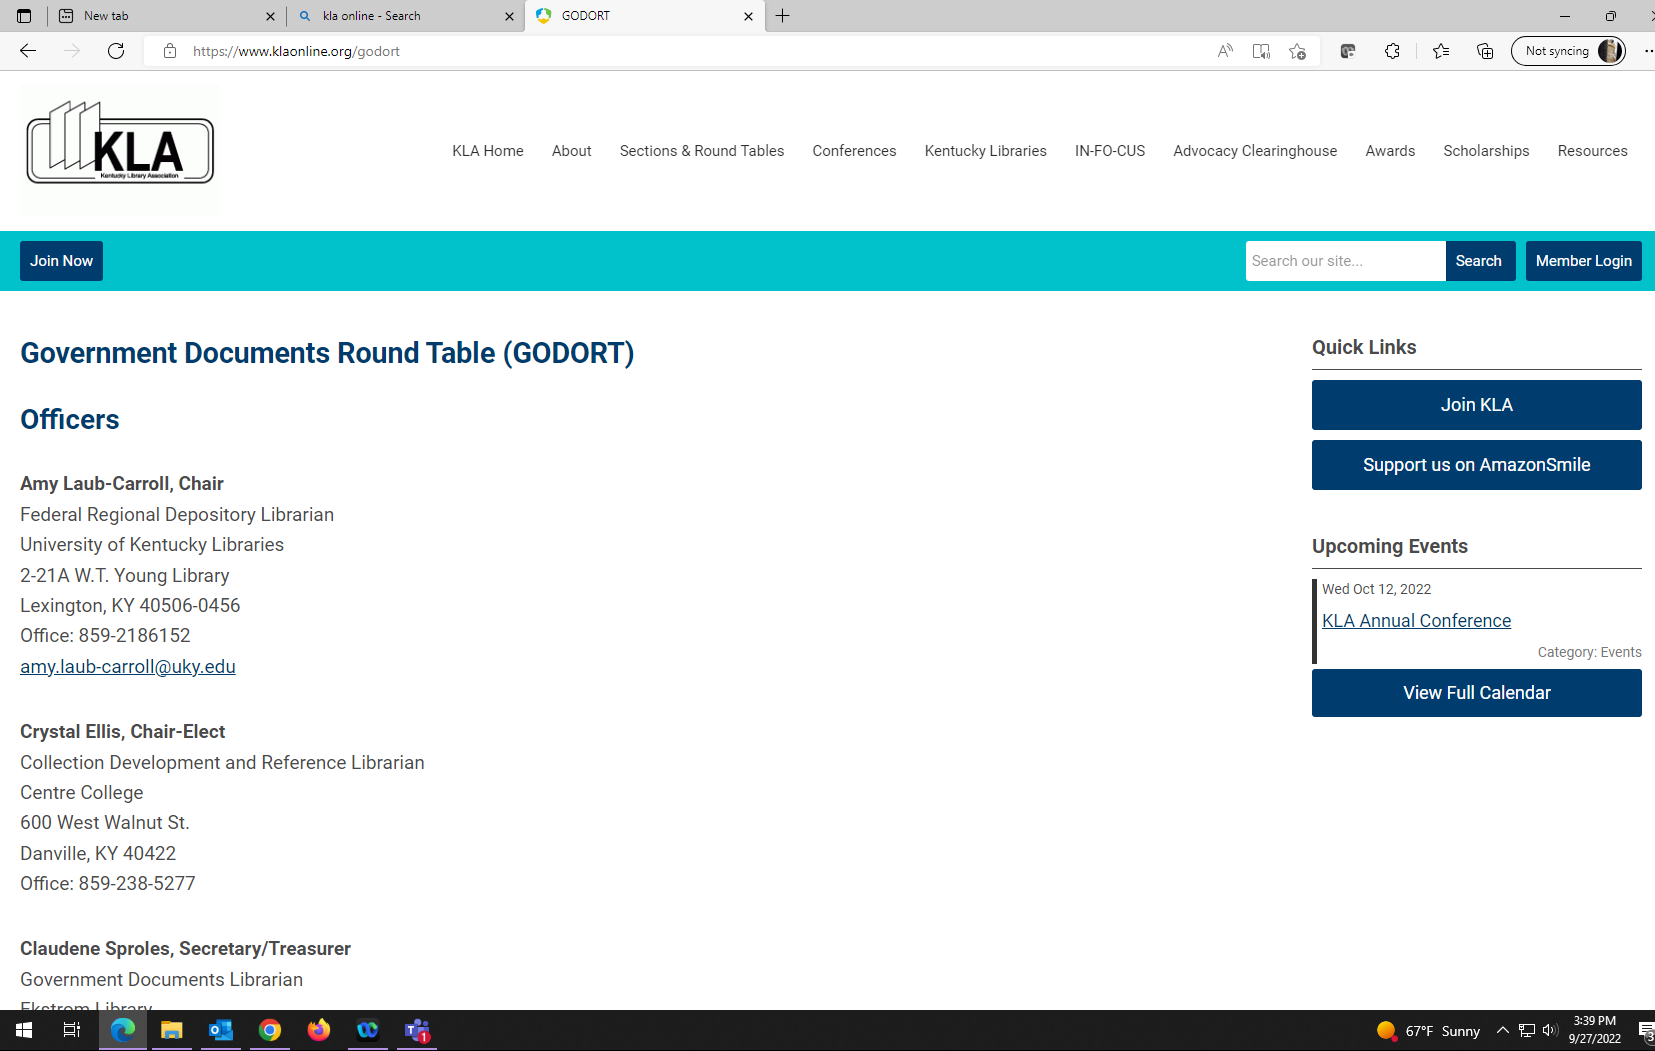 New tab
kla online - Search
GODORT
https://www.klaonline.org/godort
Not syncing
KLA
Kentucky Library Association
KLA Home
About
Sections & Round Tables
Conferences
Kentucky Libraries
IN-FO-CUS
Advocacy Clearinghouse
Awards
Scholarships
Resources
Join Now
Search our site...
Search
Member Login
Government Documents Round Table (GODORT)
Officers
Amy Laub-Carroll, Chair
Federal Regional Depository Librarian
University of Kentucky Libraries
2-21A W.T. Young Library
Lexington, KY 40506-0456
Office: 859-2186152
amy.laub-carroll@uky.edu
Crystal Ellis, Chair-Elect
Collection Development and Reference Librarian
Centre College
600 West Walnut St.
Danville, KY 40422
Office: 859-238-5277
Claudene Sproles, Secretary/Treasurer
Government Documents Librarian
Ekstrom Library
Quick Links
Join KLA
Support us on AmazonSmile
Upcoming Events
Wed Oct 12, 2022
KLA Annual Conference
Category: Events
View Full Calendar
67°F Sunny
3:39 PM
9/27/2022
1
3